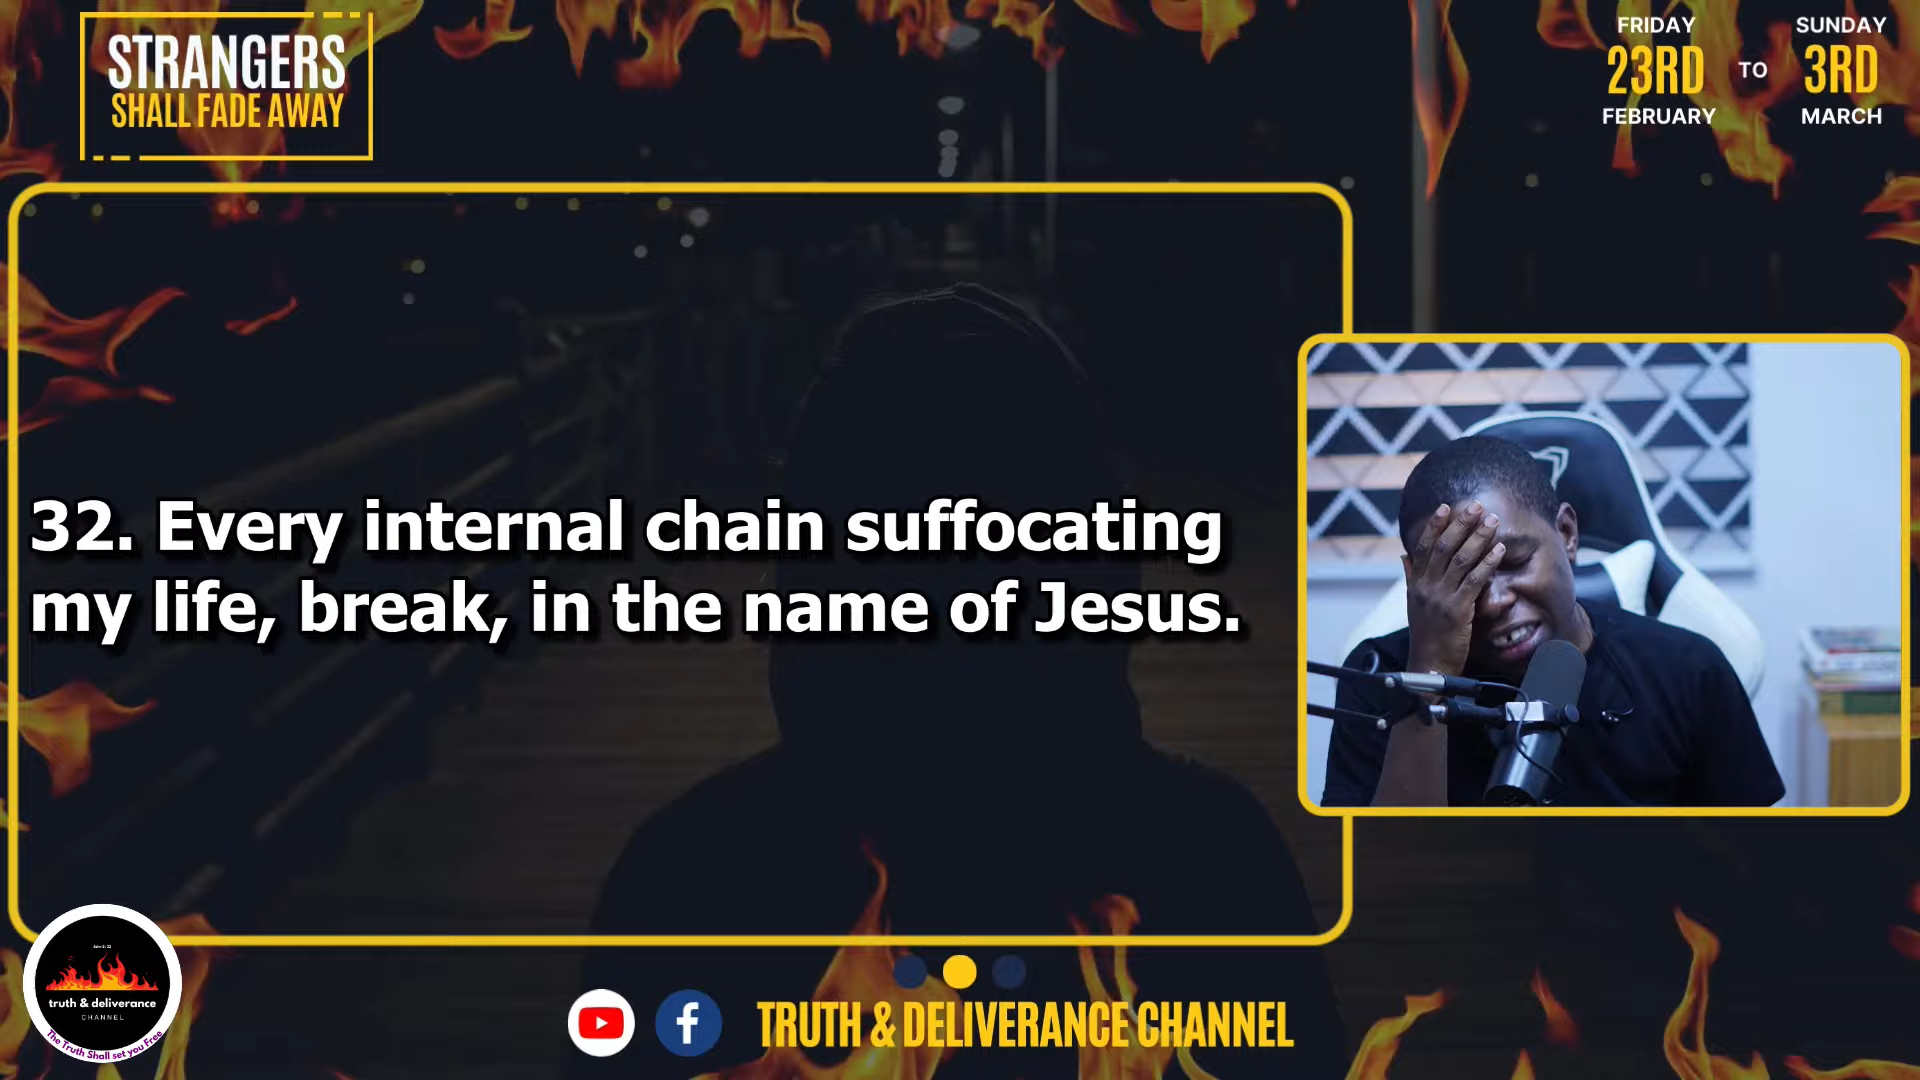 STRANGERS
SHALL FADE AWAY
FRIDAY
23RD
FEBRUARY
TO
SUNDAY
3RD
MARCH
32. Every internal chain suffocating
my life, break, in the name of Jesus.
truth & deliverance
CHANNEL
The Truth Shall set you Free
TRUTH & DELIVERANCE CHANNEL